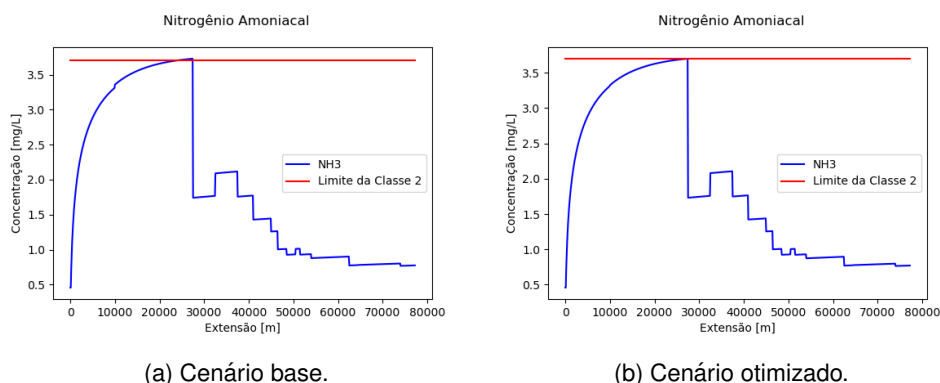 Nitrogênio Amoniacal
3.5
3.0
2.5
2.0
1.5
1.0
0.5
Concentração [mg/L]
NH3
Limite da Classe 2
0 10000 20000 30000 40000 50000 60000 70000 80000
Extensão [m]
(a) Cenário base.
Nitrogênio Amoniacal
3.5
3.0
2.5
2.0
1.5
1.0
0.5
Concentração [mg/L]
NH3
Limite da Classe 2
0 10000 20000 30000 40000 50000 60000 70000 80000
Extensão [m]
(b) Cenário otimizado.